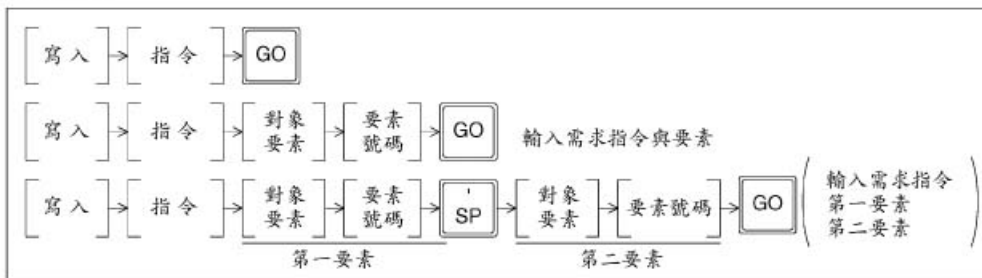 寫入 指令 GO
寫入 指令 對象要素 要素號碼 GO 輸入需求指令與要素
寫入 指令 對象要素 要素號碼 ' SP 對象要素 要素號碼 GO 輸入需求指令 第一要素 第二要素
第一要素 第二要素